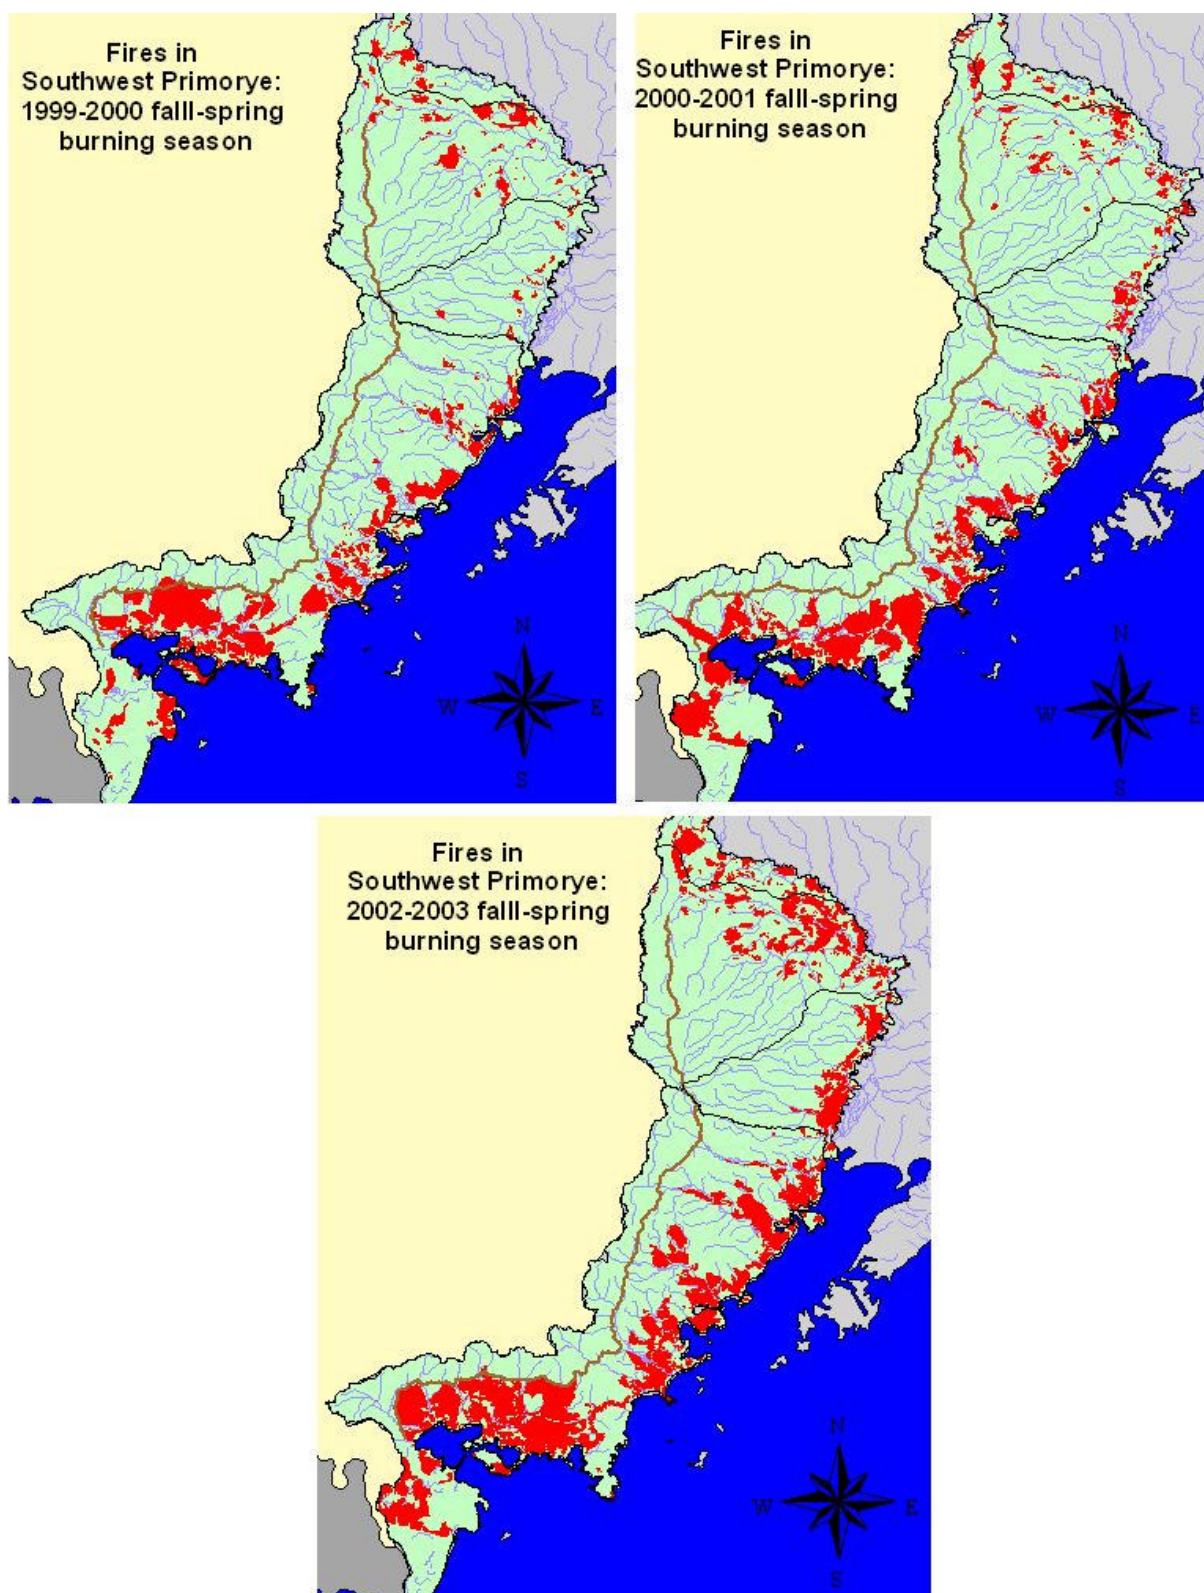 Fires in
Southwest Primorye:
1999-2000 falll-spring
burning season
N
W
E
S
Fires in
Southwest Primorye:
2000-2001 falll-spring
burning season
N
W
E
S
Fires in
Southwest Primorye:
2002-2003 falll-spring
burning season
N
W
E
S